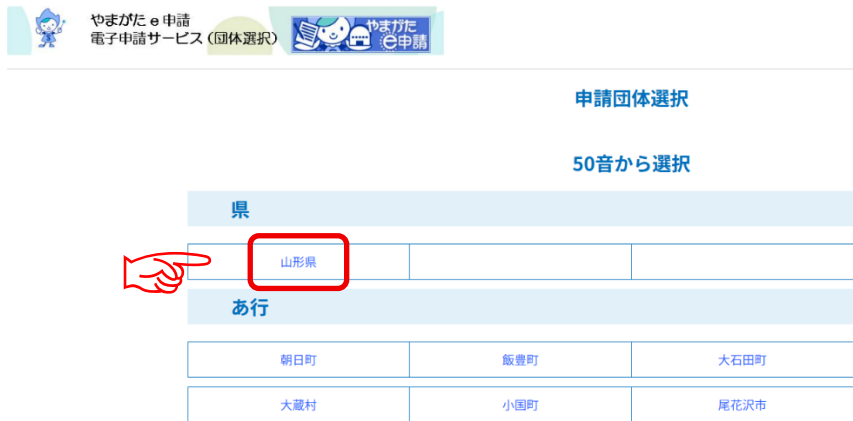 やまがた e 申請
電子申請サービス (団体選択)
やまがた
e申請
申請団体選択
50音から選択
県
山形県
あ行
朝日町 飯豊町 大石田町
大蔵村 小国町 尾花沢市